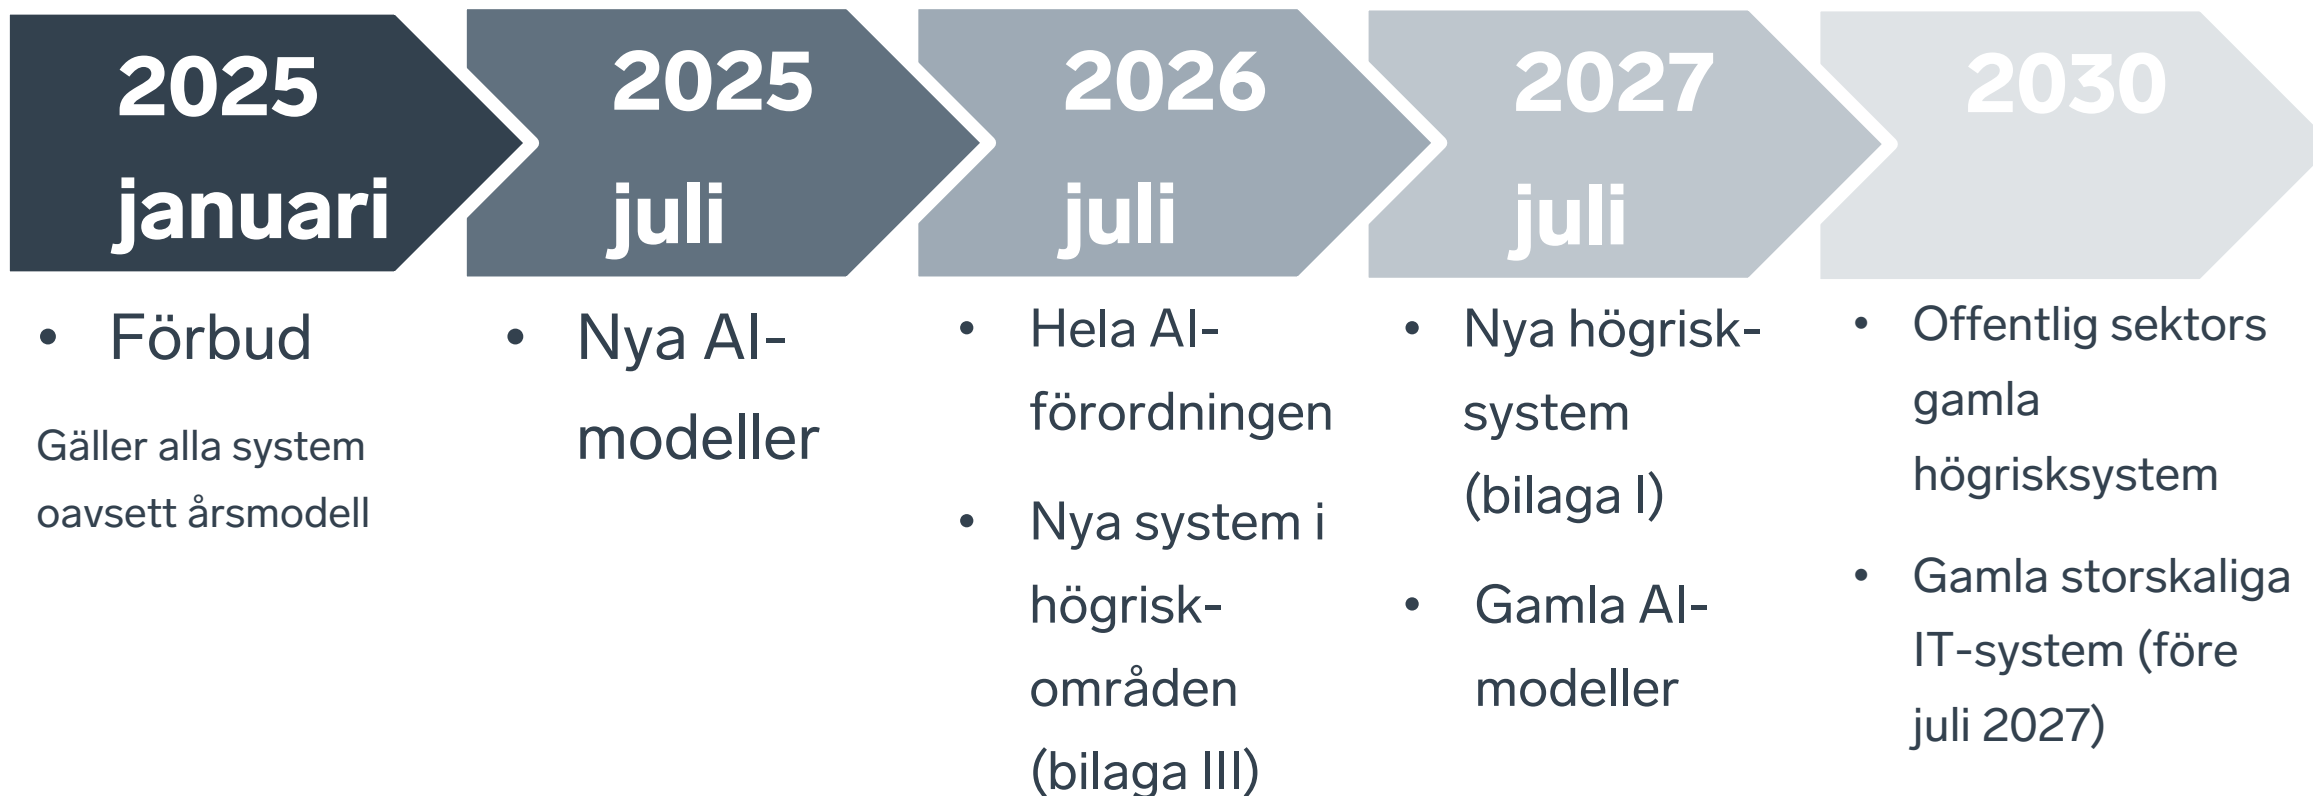 2025
januari
• Förbud
Gäller alla system
oavsett årsmodell
2025
juli
• Nya AI-
modeller
2026
juli
• Hela AI-
förordningen
• Nya system i
högrisk-
områden
(bilaga III)
2027
juli
• Nya högrisk-
system
(bilaga I)
• Gamla AI-
modeller
2030
• Offentlig sektors
gamla
högrisksystem
• Gamla storskaliga
IT-system (före
juli 2027)